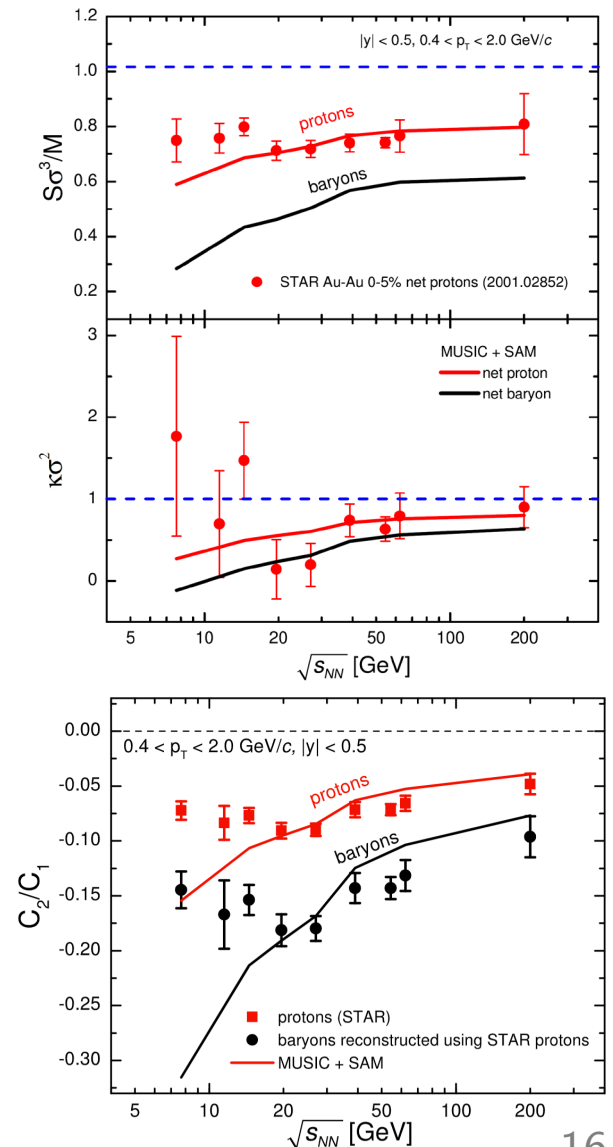 |y| < 0.5, 0.4 < p_T < 2.0 GeV/c
1.2
1.0
0.8
0.6
0.4
0.2
Sσ³/M
protons
baryons
STAR Au-Au 0-5% net protons (2001.02852)
3
2
1
0
κσ²
MUSIC + SAM
net proton
net baryon
5 10 20 50 100 200
√s_NN [GeV]
0.00
-0.05
-0.10
-0.15
-0.20
-0.25
-0.30
C₂/C₁
0.4 < p_T < 2.0 GeV/c, |y| < 0.5
protons
baryons
protons (STAR)
baryons reconstructed using STAR protons
MUSIC + SAM
5 10 20 50 100 200
√s_NN [GeV]
16